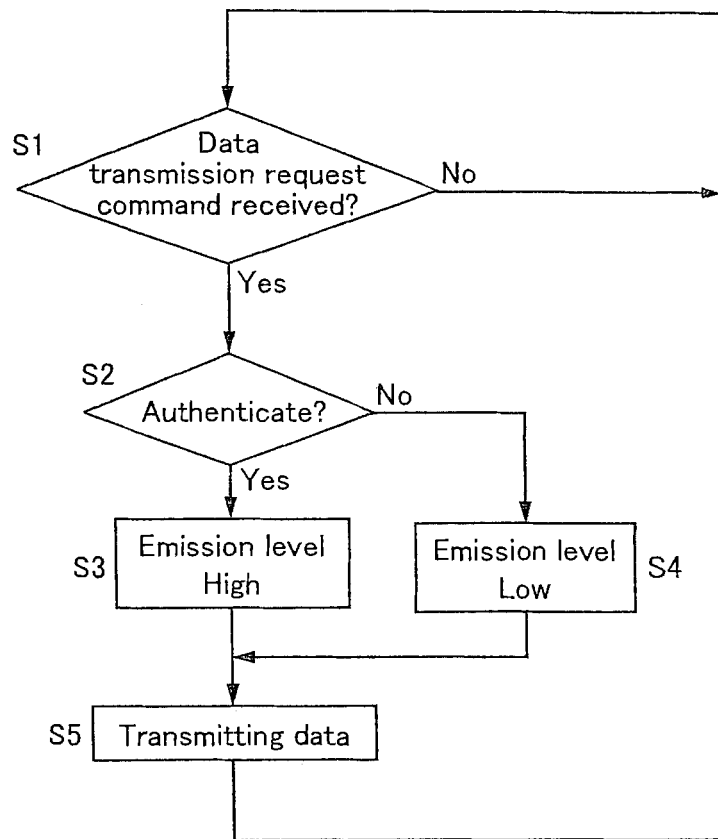 S1
Data
transmission request
command received?
No
Yes
S2
Authenticate?
No
Yes
S3
Emission level
High
Emission level
Low
S4
S5
Transmitting data